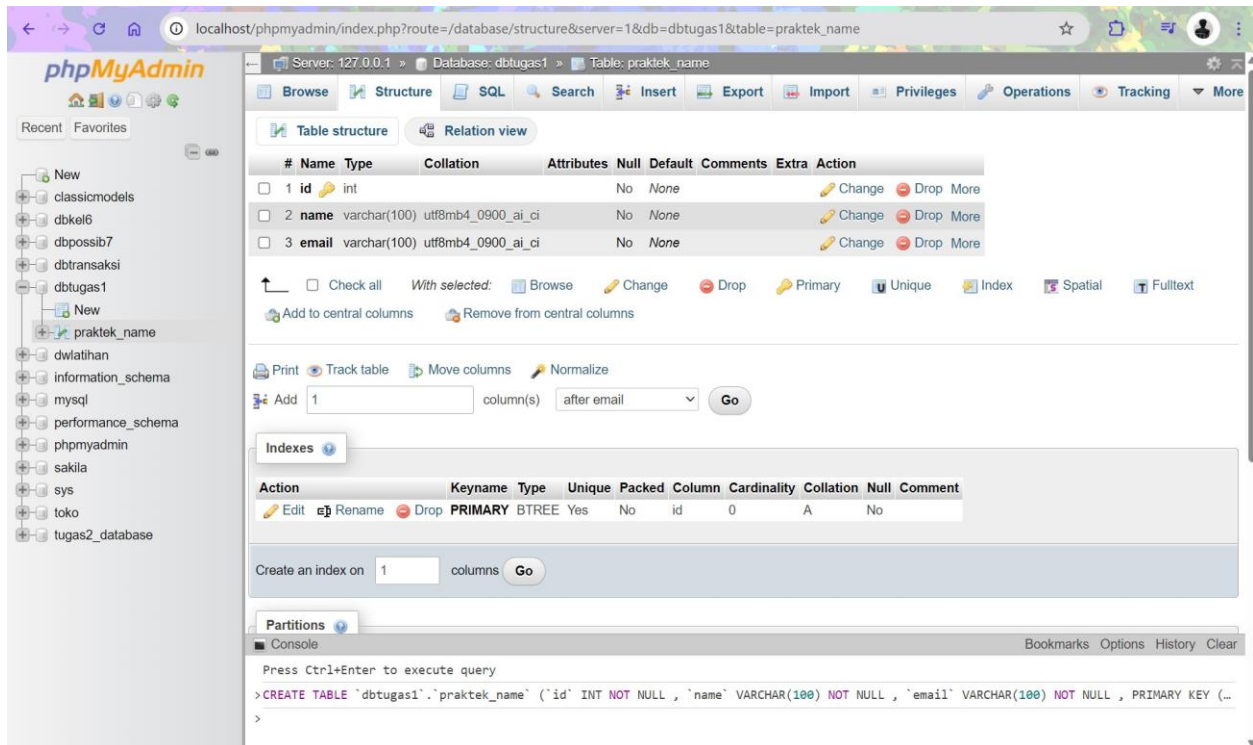 localhost/phpmyadmin/index.php?route=/database/structure&server=1&db=dbtugas1&table=praktek_name
phpMyAdmin
Recent Favorites
New
classicmodels
dbkel6
dbpossib7
dbtransaksi
dbtugas1
New
praktek_name
dwlatihan
information_schema
mysql
performance_schema
phpmyadmin
sakila
sys
toko
tugas2_database
Server: 127.0.0.1 » Database: dbtugas1 » Table: praktek_name
Browse Structure SQL Search Insert Export Import Privileges Operations Tracking More
Table structure Relation view
# Name Type Collation Attributes Null Default Comments Extra Action
1 id int No None Change Drop More
2 name varchar(100) utf8mb4_0900_ai_ci No None Change Drop More
3 email varchar(100) utf8mb4_0900_ai_ci No None Change Drop More
Check all With selected: Browse Change Drop Primary Unique Index Spatial Fulltext
Add to central columns Remove from central columns
Print Track table Move columns Normalize
Add 1 column(s) after email Go
Indexes
Action Keyname Type Unique Packed Column Cardinality Collation Null Comment
Edit Rename Drop PRIMARY BTREE Yes No id 0 A No
Create an index on 1 columns Go
Partitions
Console Bookmarks Options History Clear
Press Ctrl+Enter to execute query
>CREATE TABLE `dbtugas1`.`praktek_name` (`id` INT NOT NULL , `name` VARCHAR(100) NOT NULL , `email` VARCHAR(100) NOT NULL , PRIMARY KEY (…
>